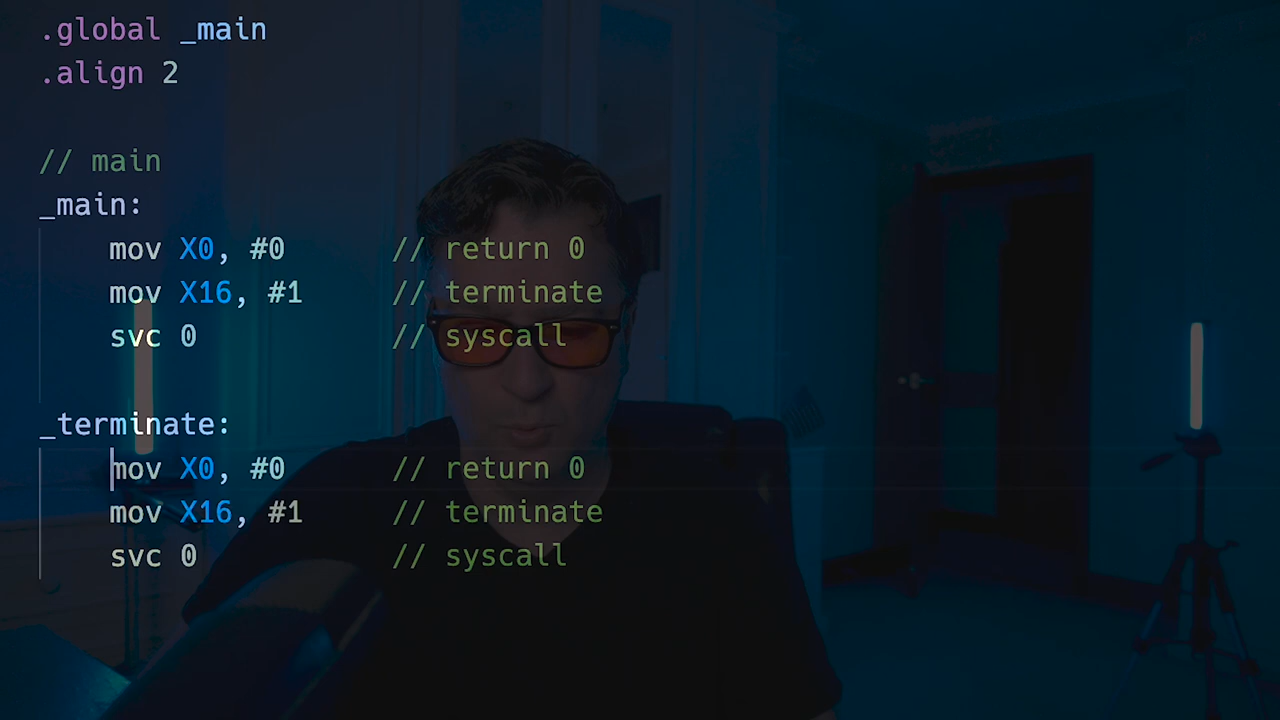 .global _main
.align 2
// main
_main:
mov X0, #0 // return 0
mov X16, #1 // terminate
svc 0 // syscall
_terminate:
mov X0, #0 // return 0
mov X16, #1 // terminate
svc 0 // syscall